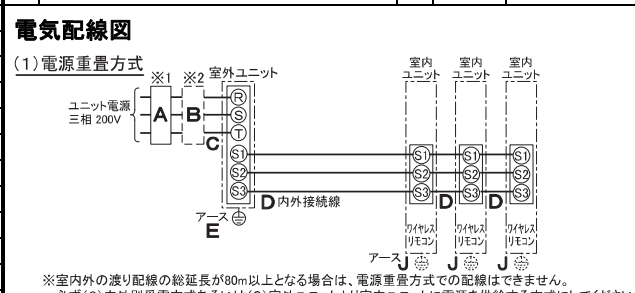 電気配線図
(1)電源重畳方式
※1 ※2 室外ユニット
室内 室内 室内
ユニット ユニット ユニット
ユニット電源
三相 200V
A B C
R
S
T
S1 S1 S1 S1
S2 S2 S2 S2
S3 S3 S3 S3
D 内外接続線 D D
アース
E
ワイヤレス ワイヤレス ワイヤレス
リモコン リモコン リモコン
アース J J J
※室内外の渡り配線の総延長が80m以上となる場合は、電源重畳方式での配線はできません。